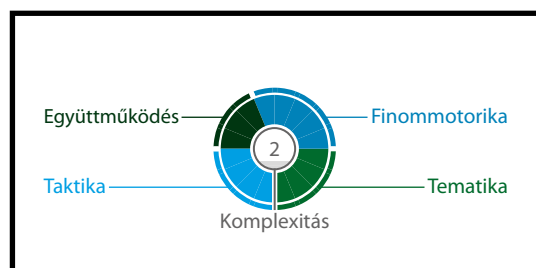 Együttműködés
Finommotorika
2
Taktika
Tematika
Komplexitás